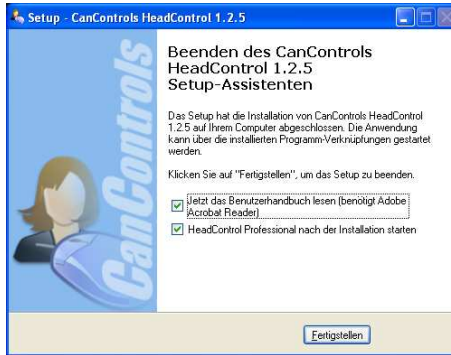 Setup - CanControls HeadControl 1.2.5
CanControls
Beenden des CanControls
HeadControl 1.2.5
Setup-Assistenten
Das Setup hat die Installation von CanControls HeadControl
1.2.5 auf Ihrem Computer abgeschlossen. Die Anwendung
kann über die installierten Programm-Verknüpfungen gestartet
werden.
Klicken Sie auf "Fertigstellen", um das Setup zu beenden.
Jetzt das Benutzerhandbuch lesen (benötigt Adobe
Acrobat Reader)
HeadControl Professional nach der Installation starten
Fertigstellen